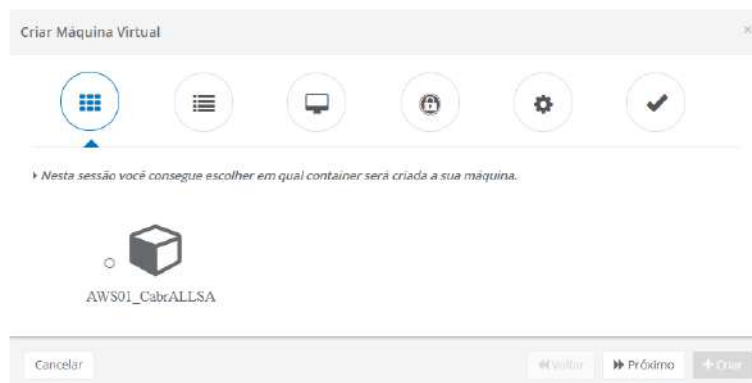 Criar Máquina Virtual
Nesta sessão você consegue escolher em qual container será criada a sua máquina.
AWS01_CabrALLSA
Cancelar
Voltar
Próximo
Criar